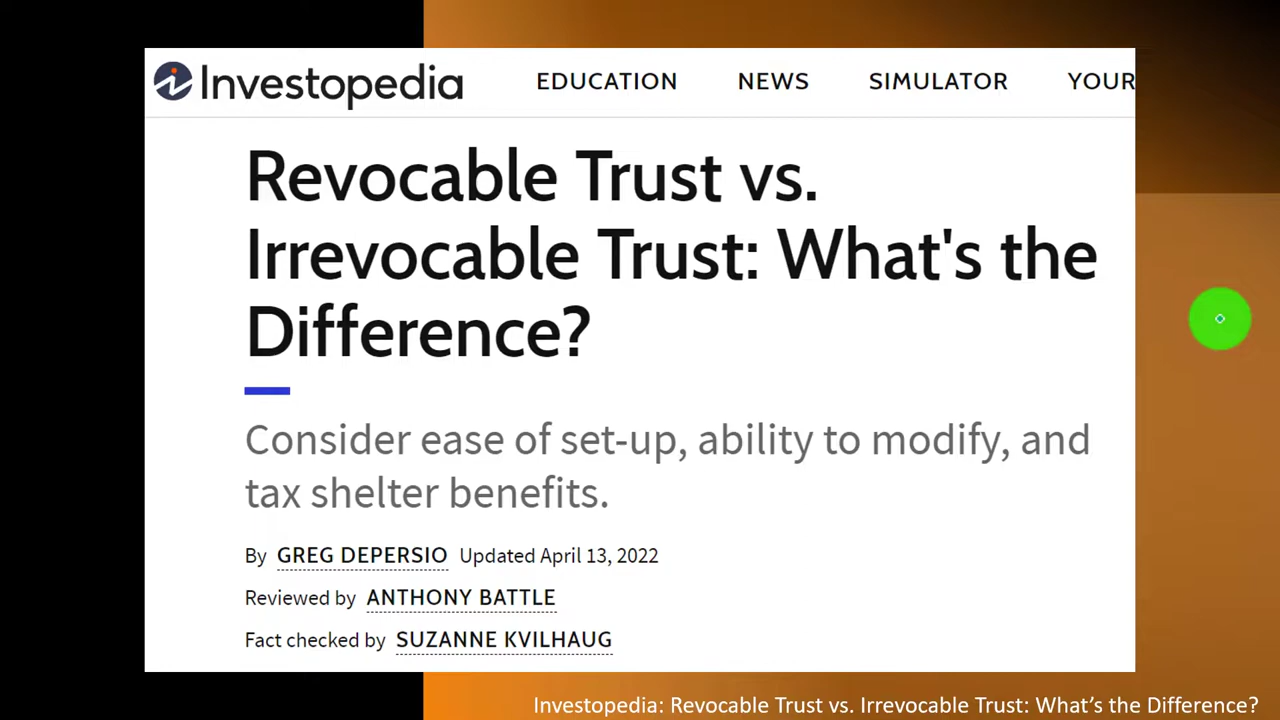 Investopedia EDUCATION NEWS SIMULATOR YOUR
Revocable Trust vs.
Irrevocable Trust: What's the
Difference?
Consider ease of set-up, ability to modify, and
tax shelter benefits.
By GREG DEPERSIO Updated April 13, 2022
Reviewed by ANTHONY BATTLE
Fact checked by SUZANNE KVILHAUG
Investopedia: Revocable Trust vs. Irrevocable Trust: What’s the Difference?